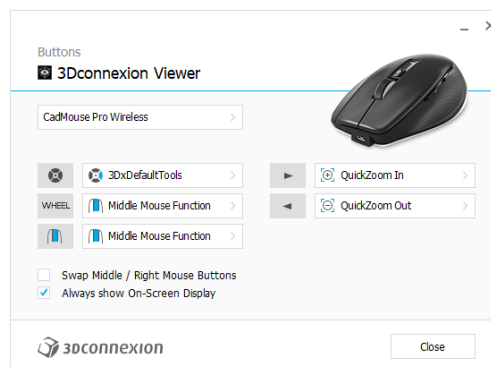 Buttons
3Dconnexion Viewer
CadMouse Pro Wireless
3DxDefaultTools
QuickZoom In
WHEEL
Middle Mouse Function
QuickZoom Out
Middle Mouse Function
Swap Middle / Right Mouse Buttons
Always show On-Screen Display
3Dconnexion
Close